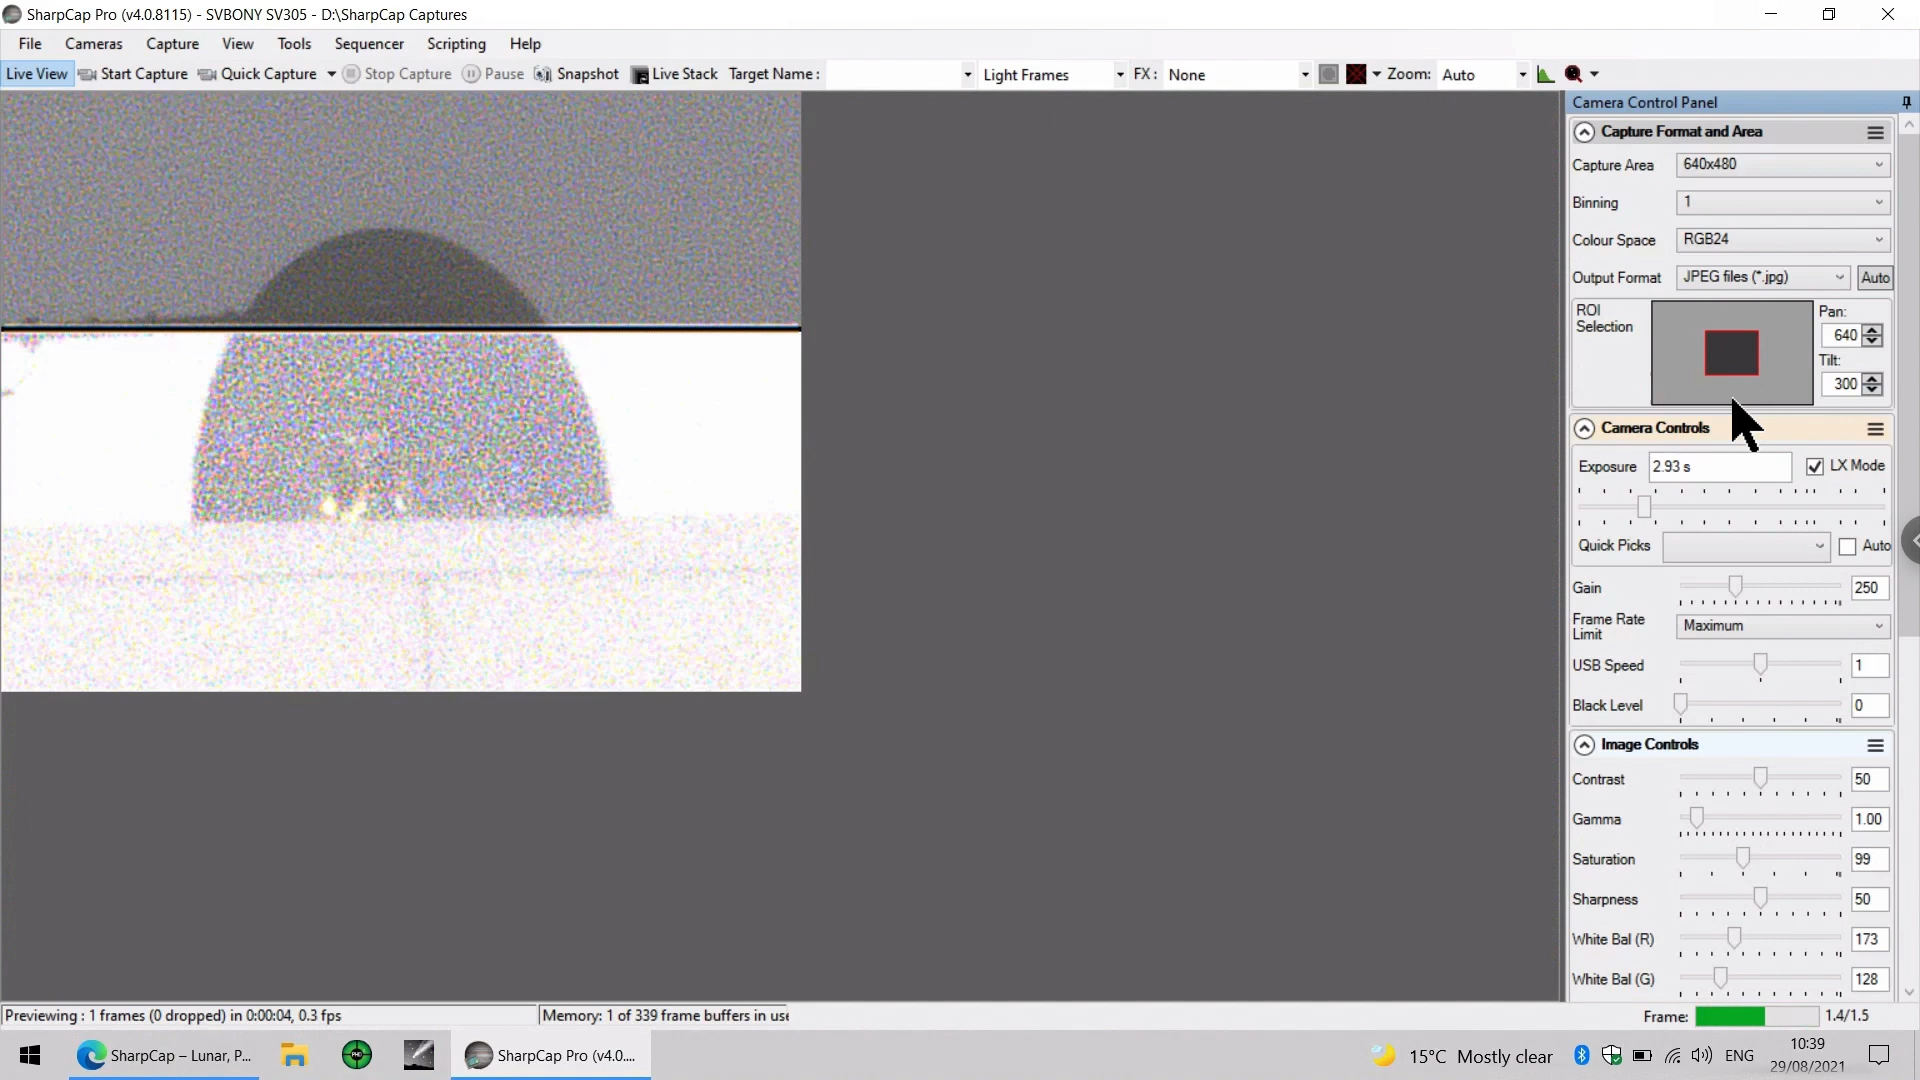 SharpCap Pro (v4.0.8115) - SVBONY SV305 - D:\SharpCap Captures
File Cameras Capture View Tools Sequencer Scripting Help
Live View Start Capture Quick Capture Stop Capture Pause Snapshot Live Stack Target Name : Light Frames FX : None Zoom: Auto
Camera Control Panel
Capture Format and Area
Capture Area 640x480
Binning 1
Colour Space RGB24
Output Format JPEG files (*.jpg) Auto
ROI Selection
Pan:
640
Tilt:
300
Camera Controls
Exposure 2.93 s LX Mode
Quick Picks Auto
Gain 250
Frame Rate Limit Maximum
USB Speed 1
Black Level 0
Image Controls
Contrast 50
Gamma 1.00
Saturation 99
Sharpness 50
White Bal (R) 173
White Bal (G) 128
Previewing : 1 frames (0 dropped) in 0:00:04, 0.3 fps Memory: 1 of 339 frame buffers in use Frame: 1.4/1.5
SharpCap – Lunar, P... PHD SharpCap Pro (v4.0.... 15°C Mostly clear ENG 10:39
29/08/2021